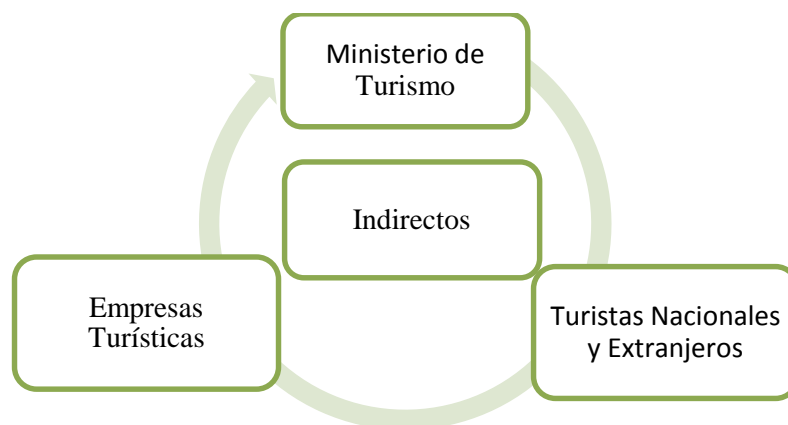 Ministerio de
Turismo
Indirectos
Empresas
Turísticas
Turistas Nacionales
y Extranjeros